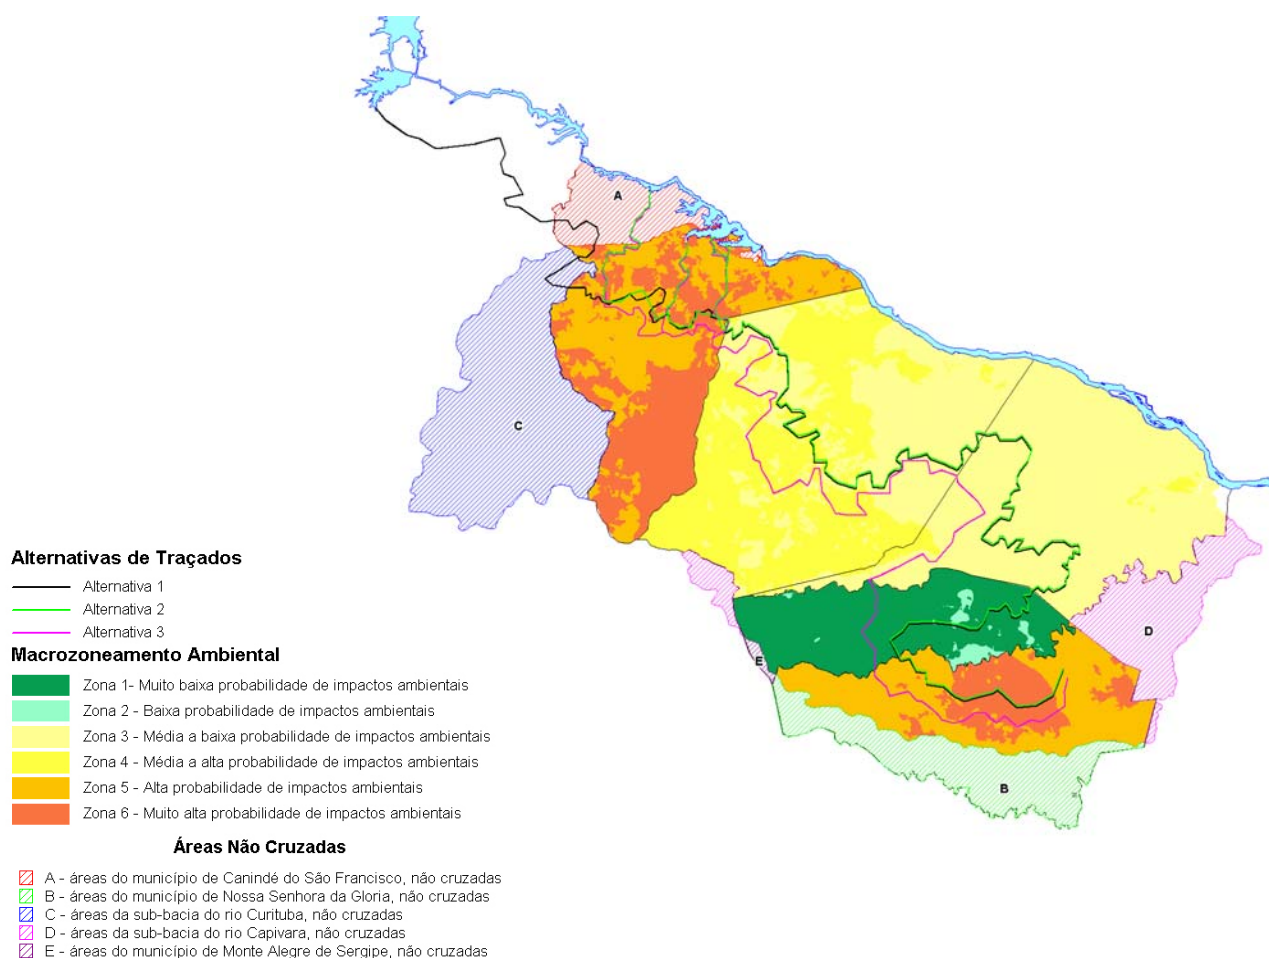 A
C
D
E
B
Alternativas de Traçados
Alternativa 1
Alternativa 2
Alternativa 3
Macrozoneamento Ambiental
Zona 1- Muito baixa probabilidade de impactos ambientais
Zona 2 - Baixa probabilidade de impactos ambientais
Zona 3 - Média a baixa probabilidade de impactos ambientais
Zona 4 - Média a alta probabilidade de impactos ambientais
Zona 5 - Alta probabilidade de impactos ambientais
Zona 6 - Muito alta probabilidade de impactos ambientais
Áreas Não Cruzadas
A - áreas do município de Canindé do São Francisco, não cruzadas
B - áreas do município de Nossa Senhora da Gloria, não cruzadas
C - áreas da sub-bacia do rio Curituba, não cruzadas
D - áreas da sub-bacia do rio Capivara, não cruzadas
E - áreas do município de Monte Alegre de Sergipe, não cruzadas